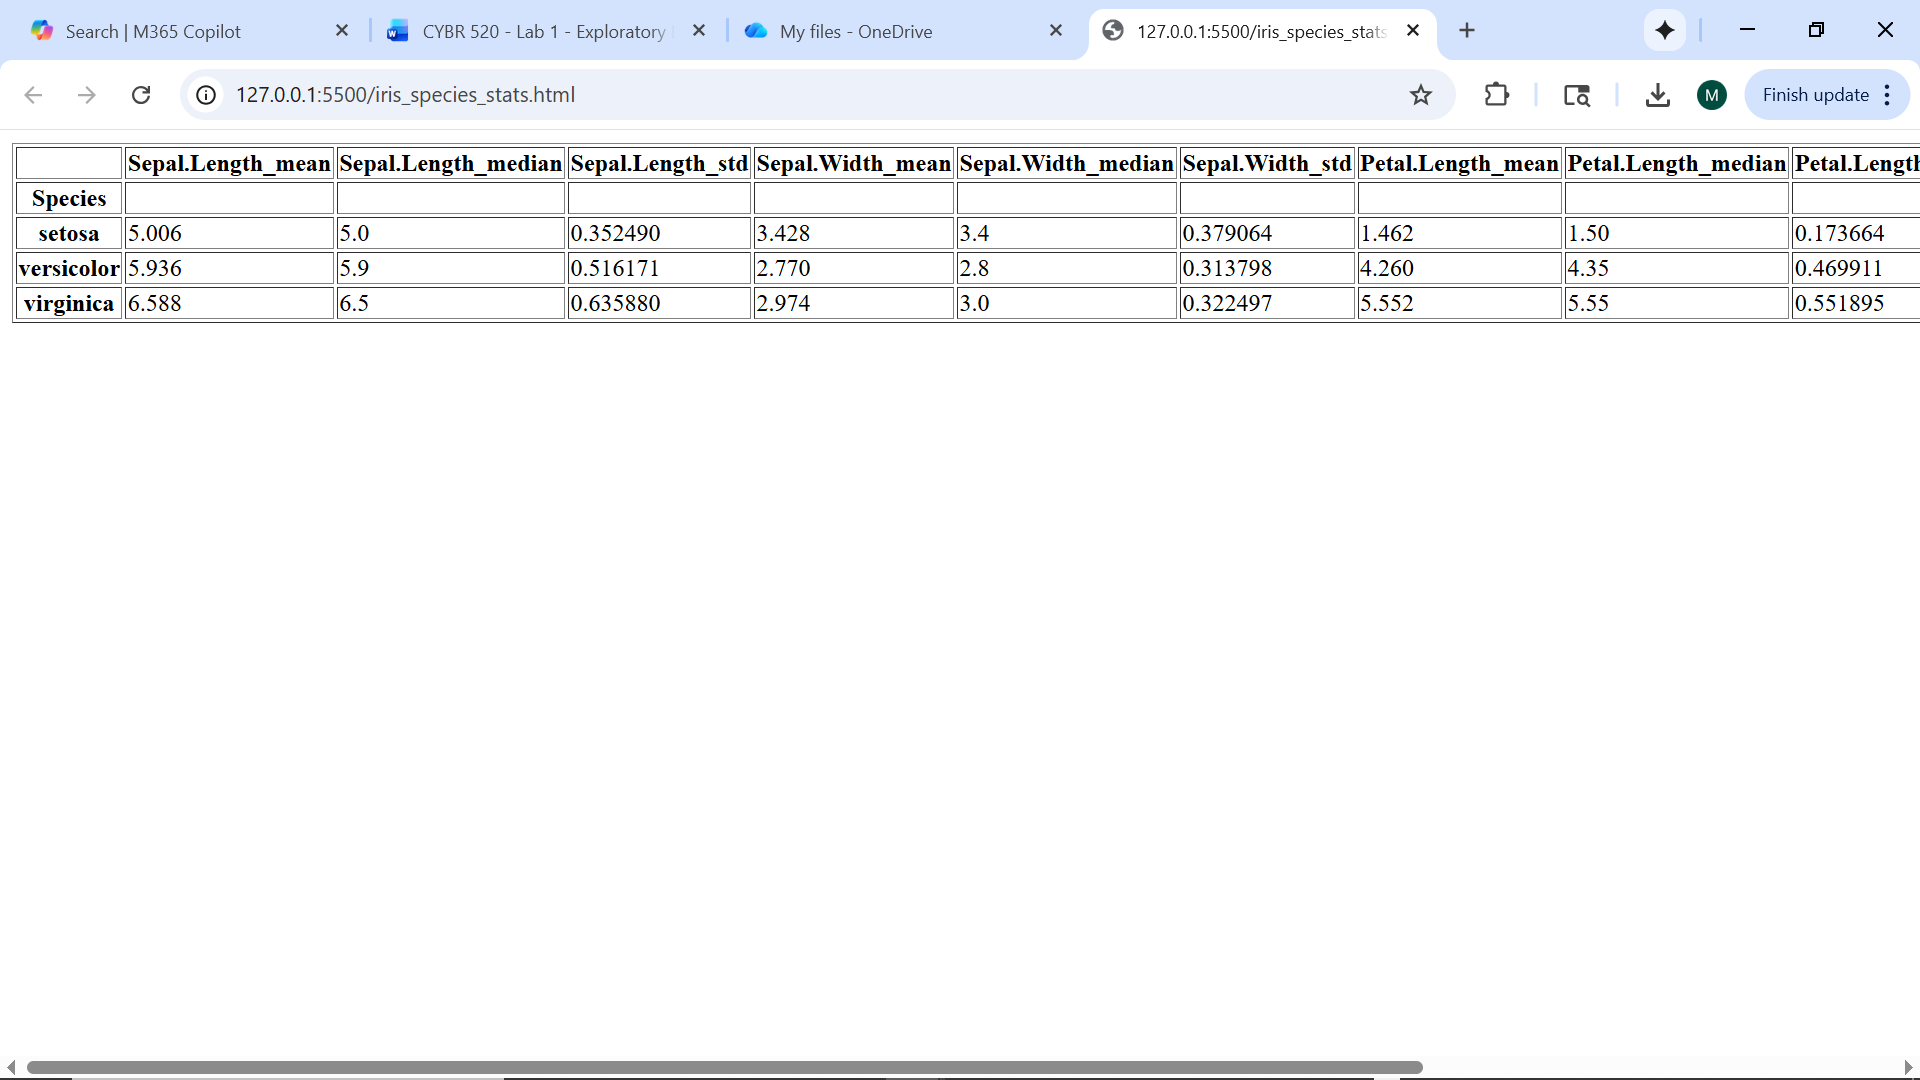 Search | M365 Copilot CYBR 520 - Lab 1 - Exploratory My files - OneDrive 127.0.0.1:5500/iris_species_stats
127.0.0.1:5500/iris_species_stats.html M Finish update
Sepal.Length_mean Sepal.Length_median Sepal.Length_std Sepal.Width_mean Sepal.Width_median Sepal.Width_std Petal.Length_mean Petal.Length_median Petal.Length
Species
setosa 5.006 5.0 0.352490 3.428 3.4 0.379064 1.462 1.50 0.173664
versicolor 5.936 5.9 0.516171 2.770 2.8 0.313798 4.260 4.35 0.469911
virginica 6.588 6.5 0.635880 2.974 3.0 0.322497 5.552 5.55 0.551895